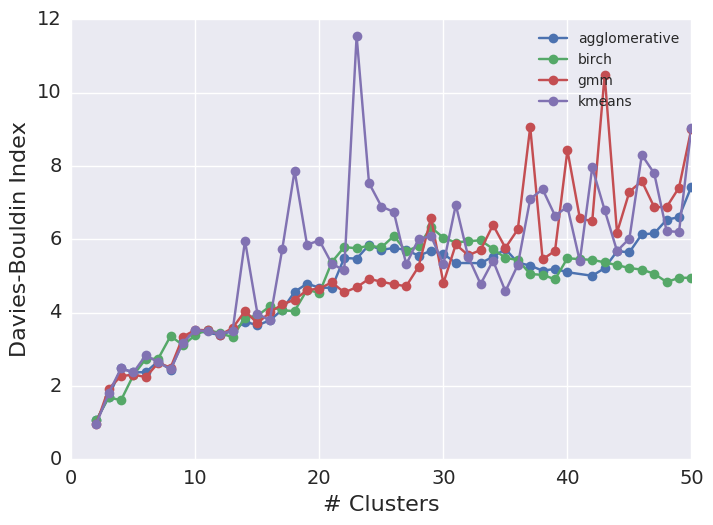 12
10
8
6
4
2
0
Davies-Bouldin Index
agglomerative
birch
gmm
kmeans
0 10 20 30 40 50
# Clusters